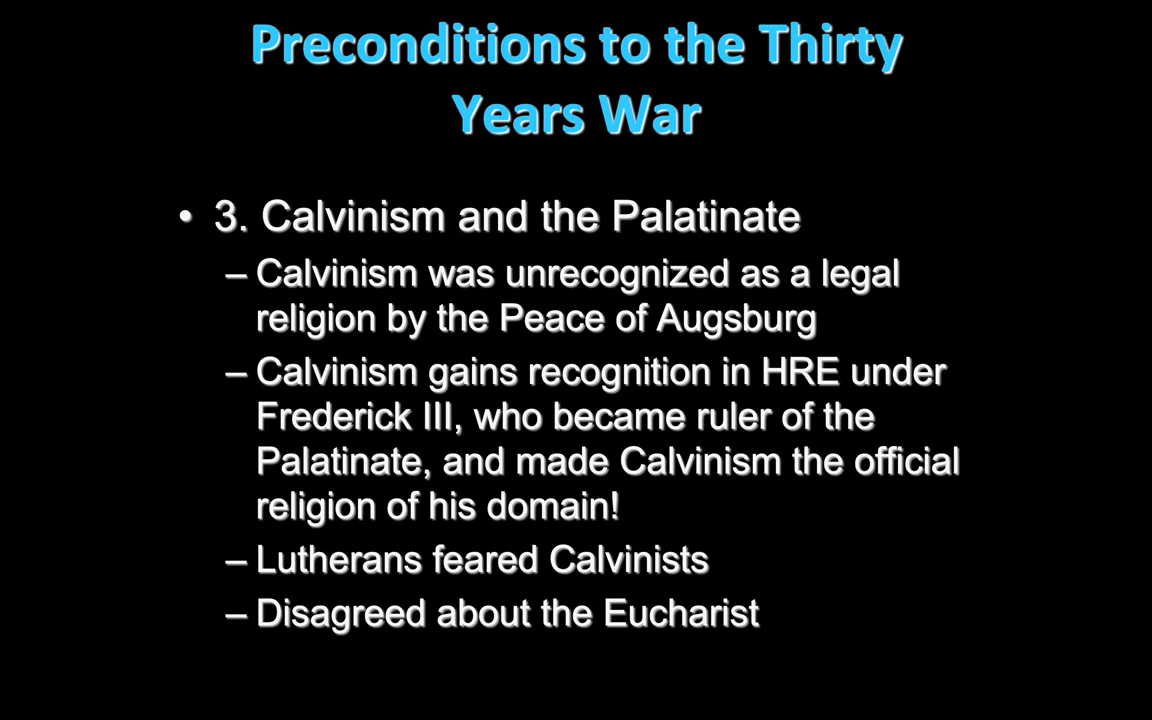 Preconditions to the Thirty
Years War
• 3. Calvinism and the Palatinate
– Calvinism was unrecognized as a legal
religion by the Peace of Augsburg
– Calvinism gains recognition in HRE under
Frederick III, who became ruler of the
Palatinate, and made Calvinism the official
religion of his domain!
– Lutherans feared Calvinists
– Disagreed about the Eucharist